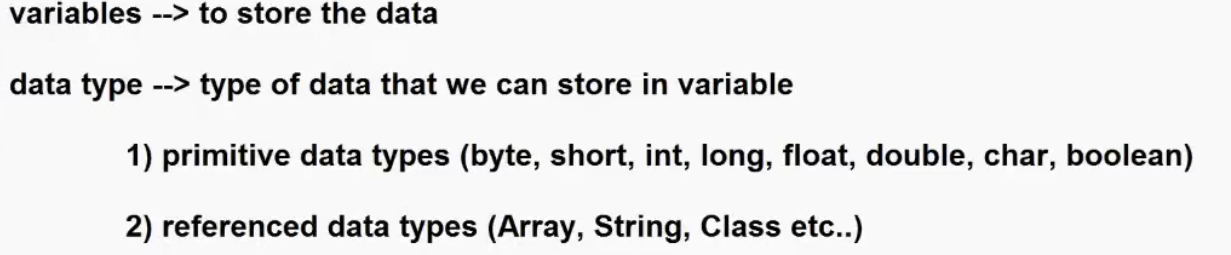 variables --> to store the data
data type --> type of data that we can store in variable
1) primitive data types (byte, short, int, long, float, double, char, boolean)
2) referenced data types (Array, String, Class etc..)